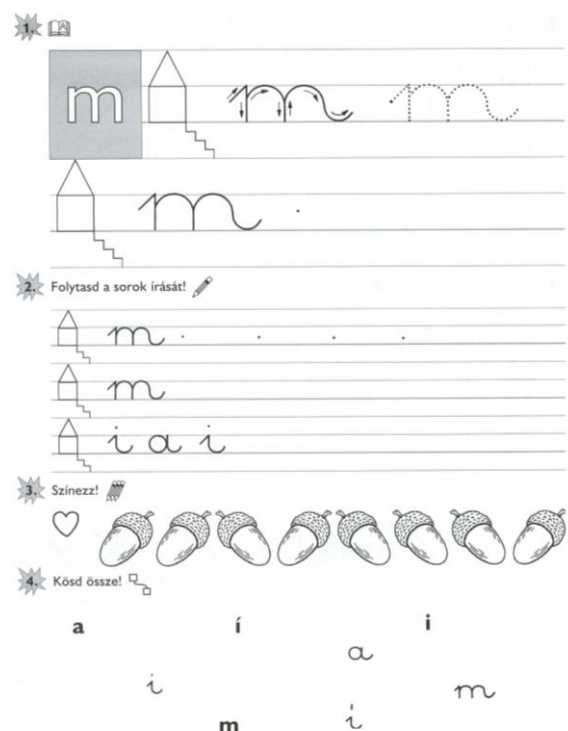 1.
m m m
m
2. Folytasd a sorok írását!
m
m
i a i
3. Színezz!
4. Kösd össze!
a í i
a
i m
m í